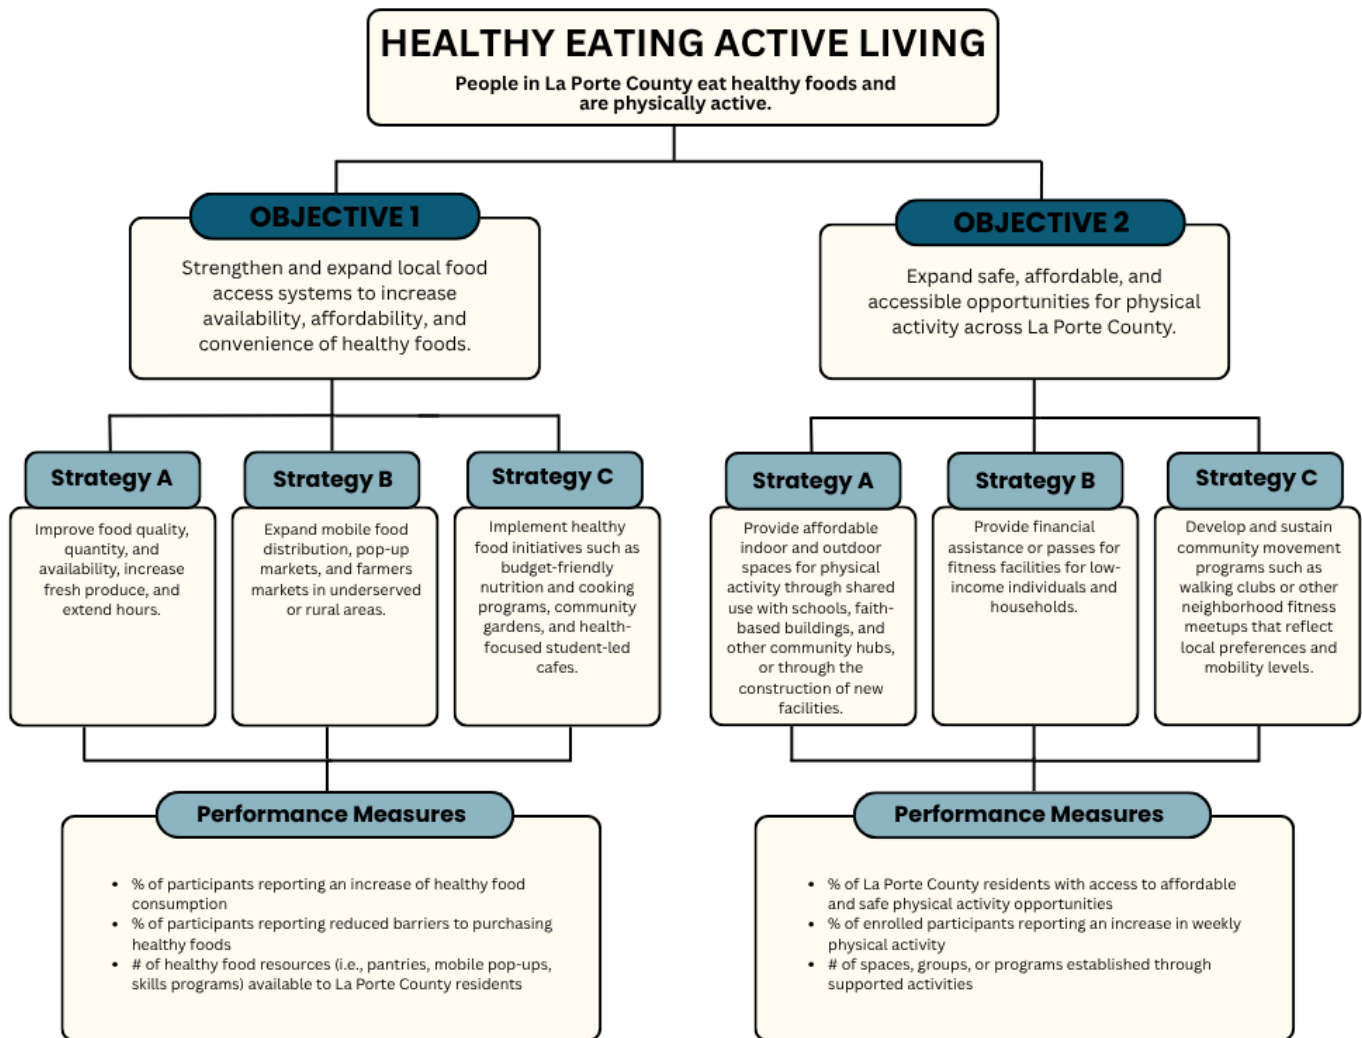 HEALTHY EATING ACTIVE LIVING
People in La Porte County eat healthy foods and
are physically active.
OBJECTIVE 1
Strengthen and expand local food
access systems to increase
availability, affordability, and
convenience of healthy foods.
OBJECTIVE 2
Expand safe, affordable, and
accessible opportunities for physical
activity across La Porte County.
Strategy A
Improve food quality,
quantity, and
availability, increase
fresh produce, and
extend hours.
Strategy B
Expand mobile food
distribution, pop-up
markets, and farmers
markets in underserved
or rural areas.
Strategy C
Implement healthy
food initiatives such as
budget-friendly
nutrition and cooking
programs, community
gardens, and health-
focused student-led
cafes.
Strategy A
Provide affordable
indoor and outdoor
spaces for physical
activity through shared
use with schools, faith-
based buildings, and
other community hubs,
or through the
construction of new
facilities.
Strategy B
Provide financial
assistance or passes for
fitness facilities for low-
income individuals and
households.
Strategy C
Develop and sustain
community movement
programs such as
walking clubs or other
neighborhood fitness
meetups that reflect
local preferences and
mobility levels.
Performance Measures
• % of participants reporting an increase of healthy food
consumption
• % of participants reporting reduced barriers to purchasing
healthy foods
• # of healthy food resources (i.e., pantries, mobile pop-ups,
skills programs) available to La Porte County residents
Performance Measures
• % of La Porte County residents with access to affordable
and safe physical activity opportunities
• % of enrolled participants reporting an increase in weekly
physical activity
• # of spaces, groups, or programs established through
supported activities